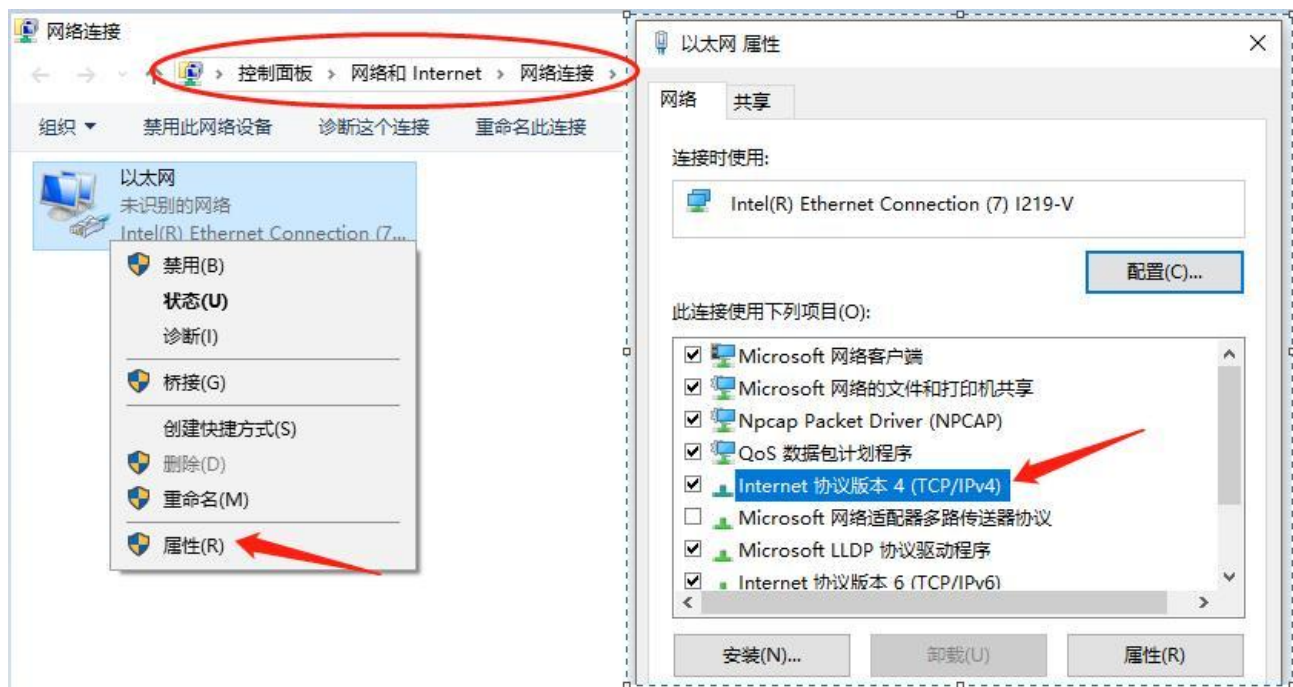 网络连接
控制面板 › 网络和 Internet › 网络连接 ›
组织 禁用此网络设备 诊断这个连接 重命名此连接
以太网
未识别的网络
Intel(R) Ethernet Connection (7...
禁用(B)
状态(U)
诊断(I)
桥接(G)
创建快捷方式(S)
删除(D)
重命名(M)
属性(R)
以太网 属性
网络 共享
连接时使用:
Intel(R) Ethernet Connection (7) I219-V
配置(C)...
此连接使用下列项目(O):
Microsoft 网络客户端
Microsoft 网络的文件和打印机共享
Npcap Packet Driver (NPCAP)
QoS 数据包计划程序
Internet 协议版本 4 (TCP/IPv4)
Microsoft 网络适配器多路传送器协议
Microsoft LLDP 协议驱动程序
Internet 协议版本 6 (TCP/IPv6)
安装(N)... 卸载(U) 属性(R)